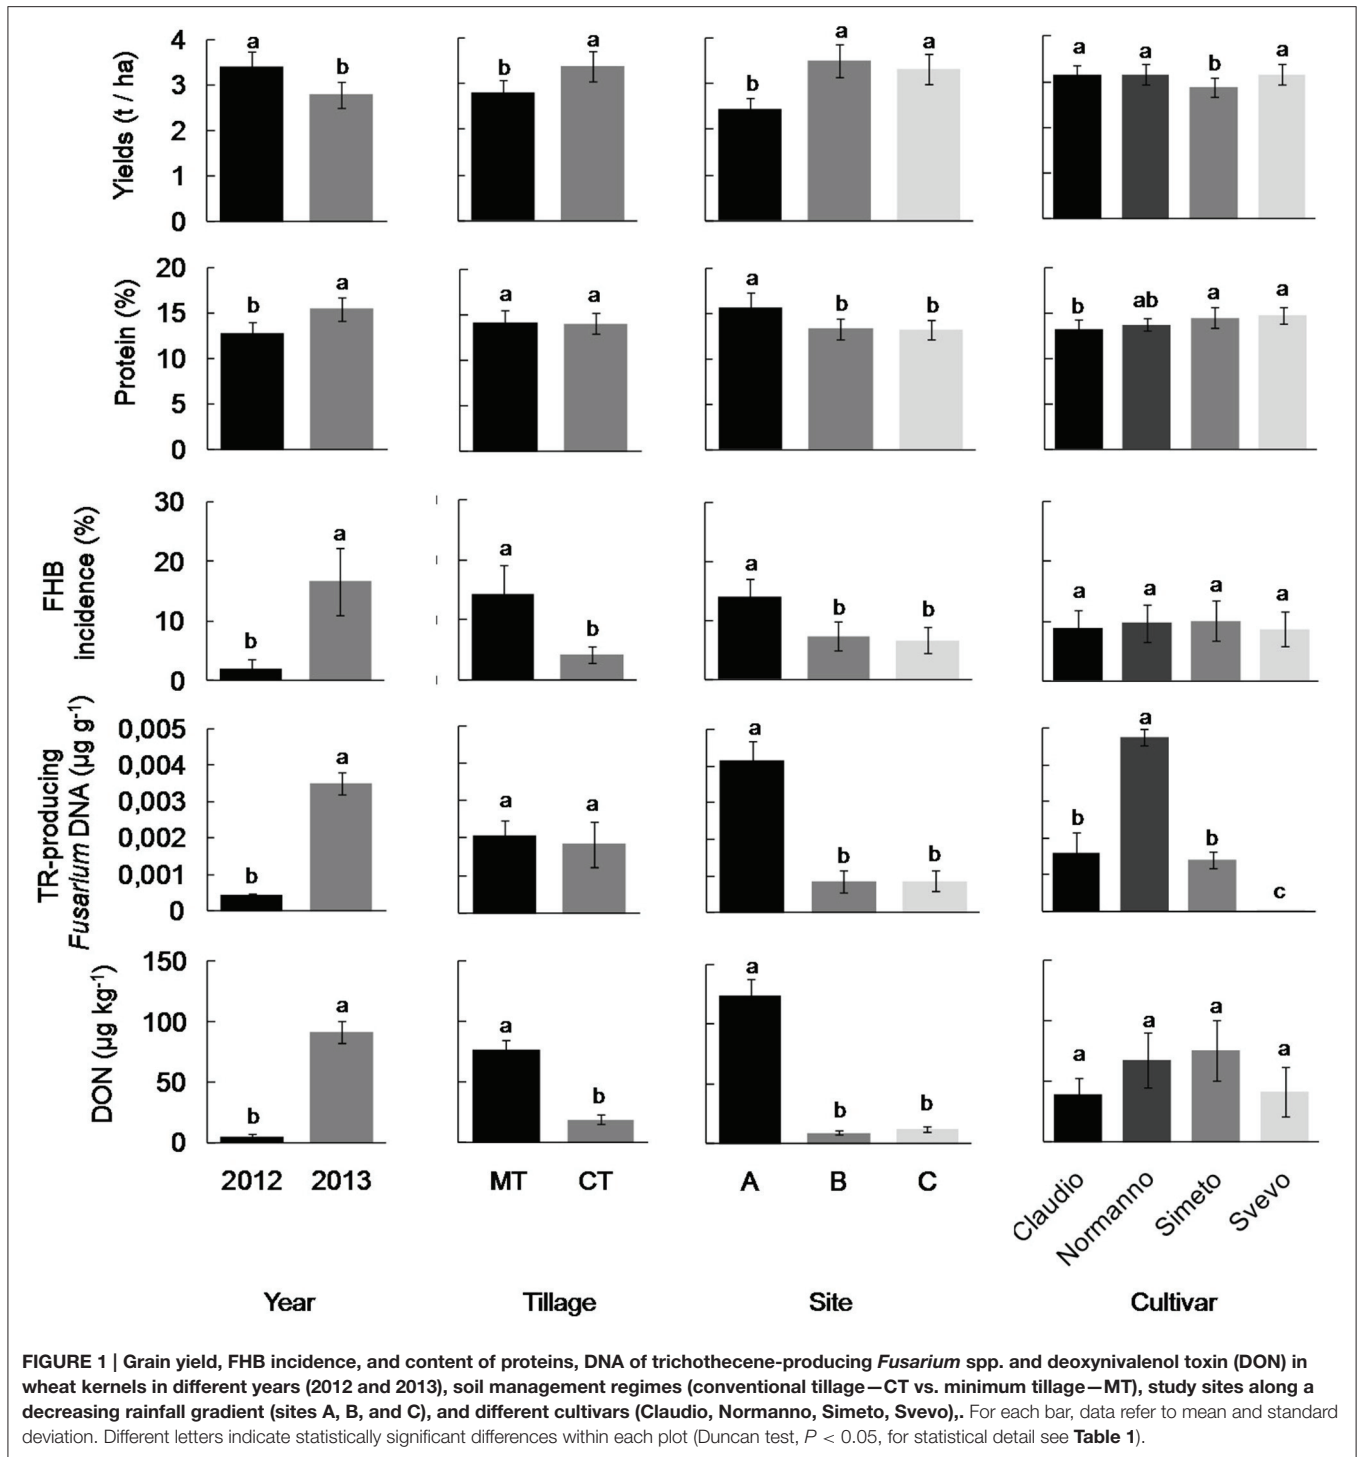 Yields (t / ha)
4
3
2
1
0
a
b
b
a
b
a
a
a
a
b
a
Protein (%)
20
15
10
5
0
b
a
a
a
a
b
b
b
ab
a
a
FHB
incidence (%)
30
20
10
0
b
a
a
b
a
b
b
a
a
a
a
TR-producing
Fusarium DNA (µg g-1)
0,005
0,004
0,003
0,002
0,001
0
b
a
a
a
a
b
b
b
a
b
c
DON (µg kg-1)
150
100
50
0
b
a
a
b
a
b
b
a
a
a
a
2012 2013 MT CT A B C Claudio Normanno Simeto Svevo
Year Tillage Site Cultivar
FIGURE 1 | Grain yield, FHB incidence, and content of proteins, DNA of trichothecene-producing Fusarium spp. and deoxynivalenol toxin (DON) in
wheat kernels in different years (2012 and 2013), soil management regimes (conventional tillage—CT vs. minimum tillage—MT), study sites along a
decreasing rainfall gradient (sites A, B, and C), and different cultivars (Claudio, Normanno, Simeto, Svevo),. For each bar, data refer to mean and standard
deviation. Different letters indicate statistically significant differences within each plot (Duncan test, P < 0.05, for statistical detail see Table 1).